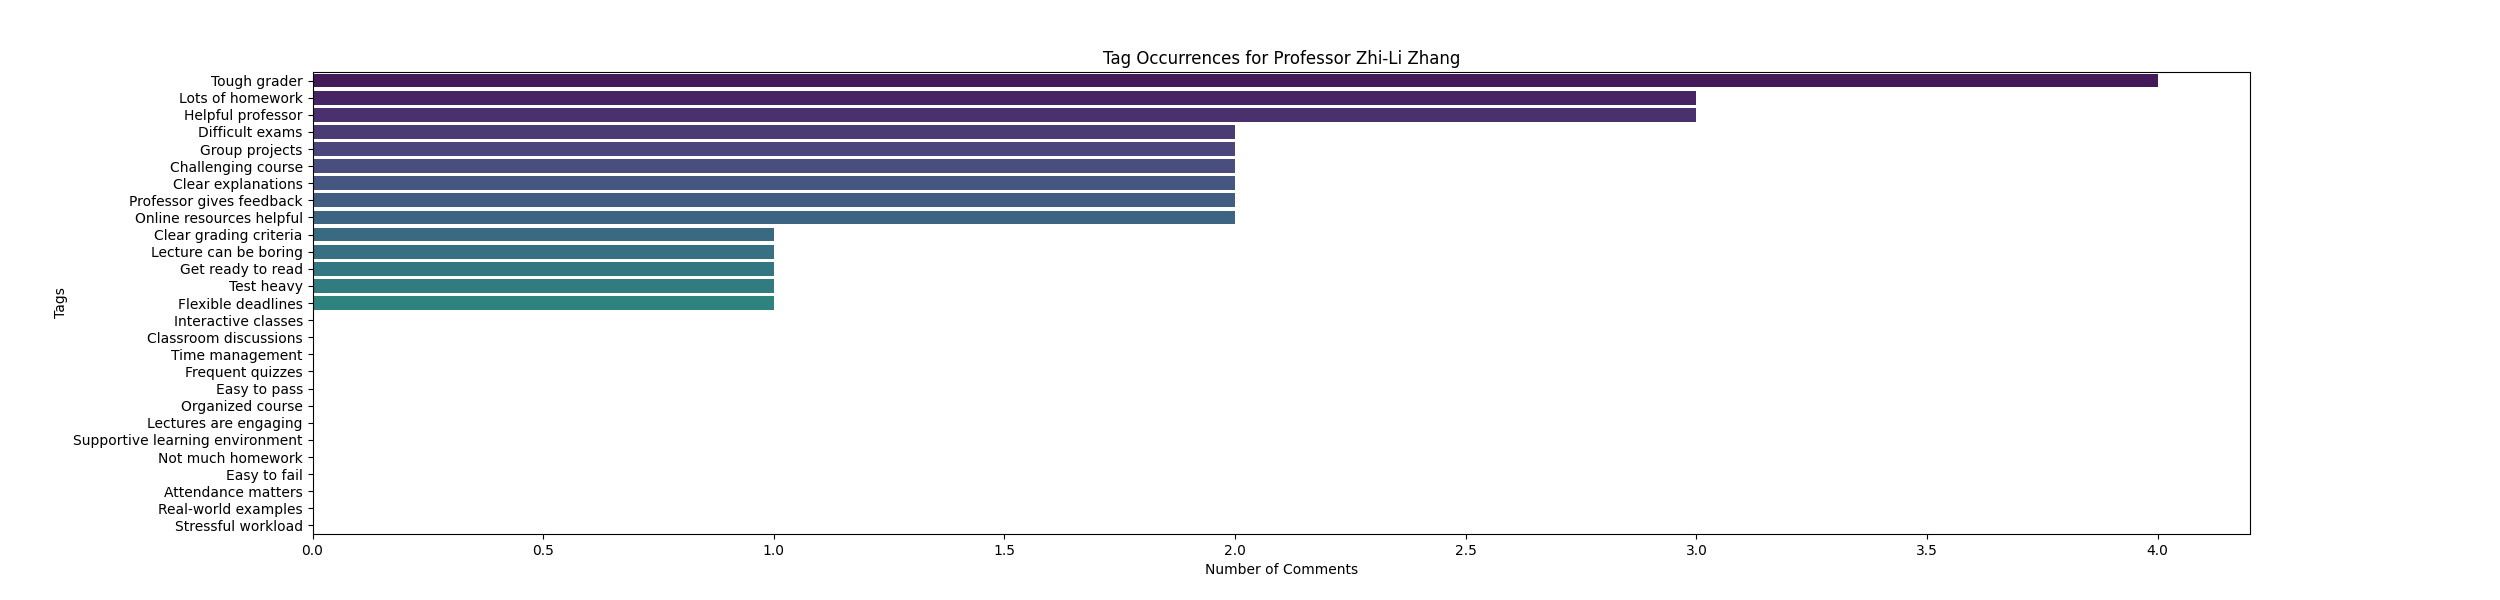 Tag Occurrences for Professor Zhi-Li Zhang
Tough grader
Lots of homework
Helpful professor
Difficult exams
Group projects
Challenging course
Clear explanations
Professor gives feedback
Online resources helpful
Clear grading criteria
Lecture can be boring
Get ready to read
Test heavy
Flexible deadlines
Interactive classes
Classroom discussions
Time management
Frequent quizzes
Easy to pass
Organized course
Lectures are engaging
Supportive learning environment
Not much homework
Easy to fail
Attendance matters
Real-world examples
Stressful workload
Tags
0.0 0.5 1.0 1.5 2.0 2.5 3.0 3.5 4.0
Number of Comments